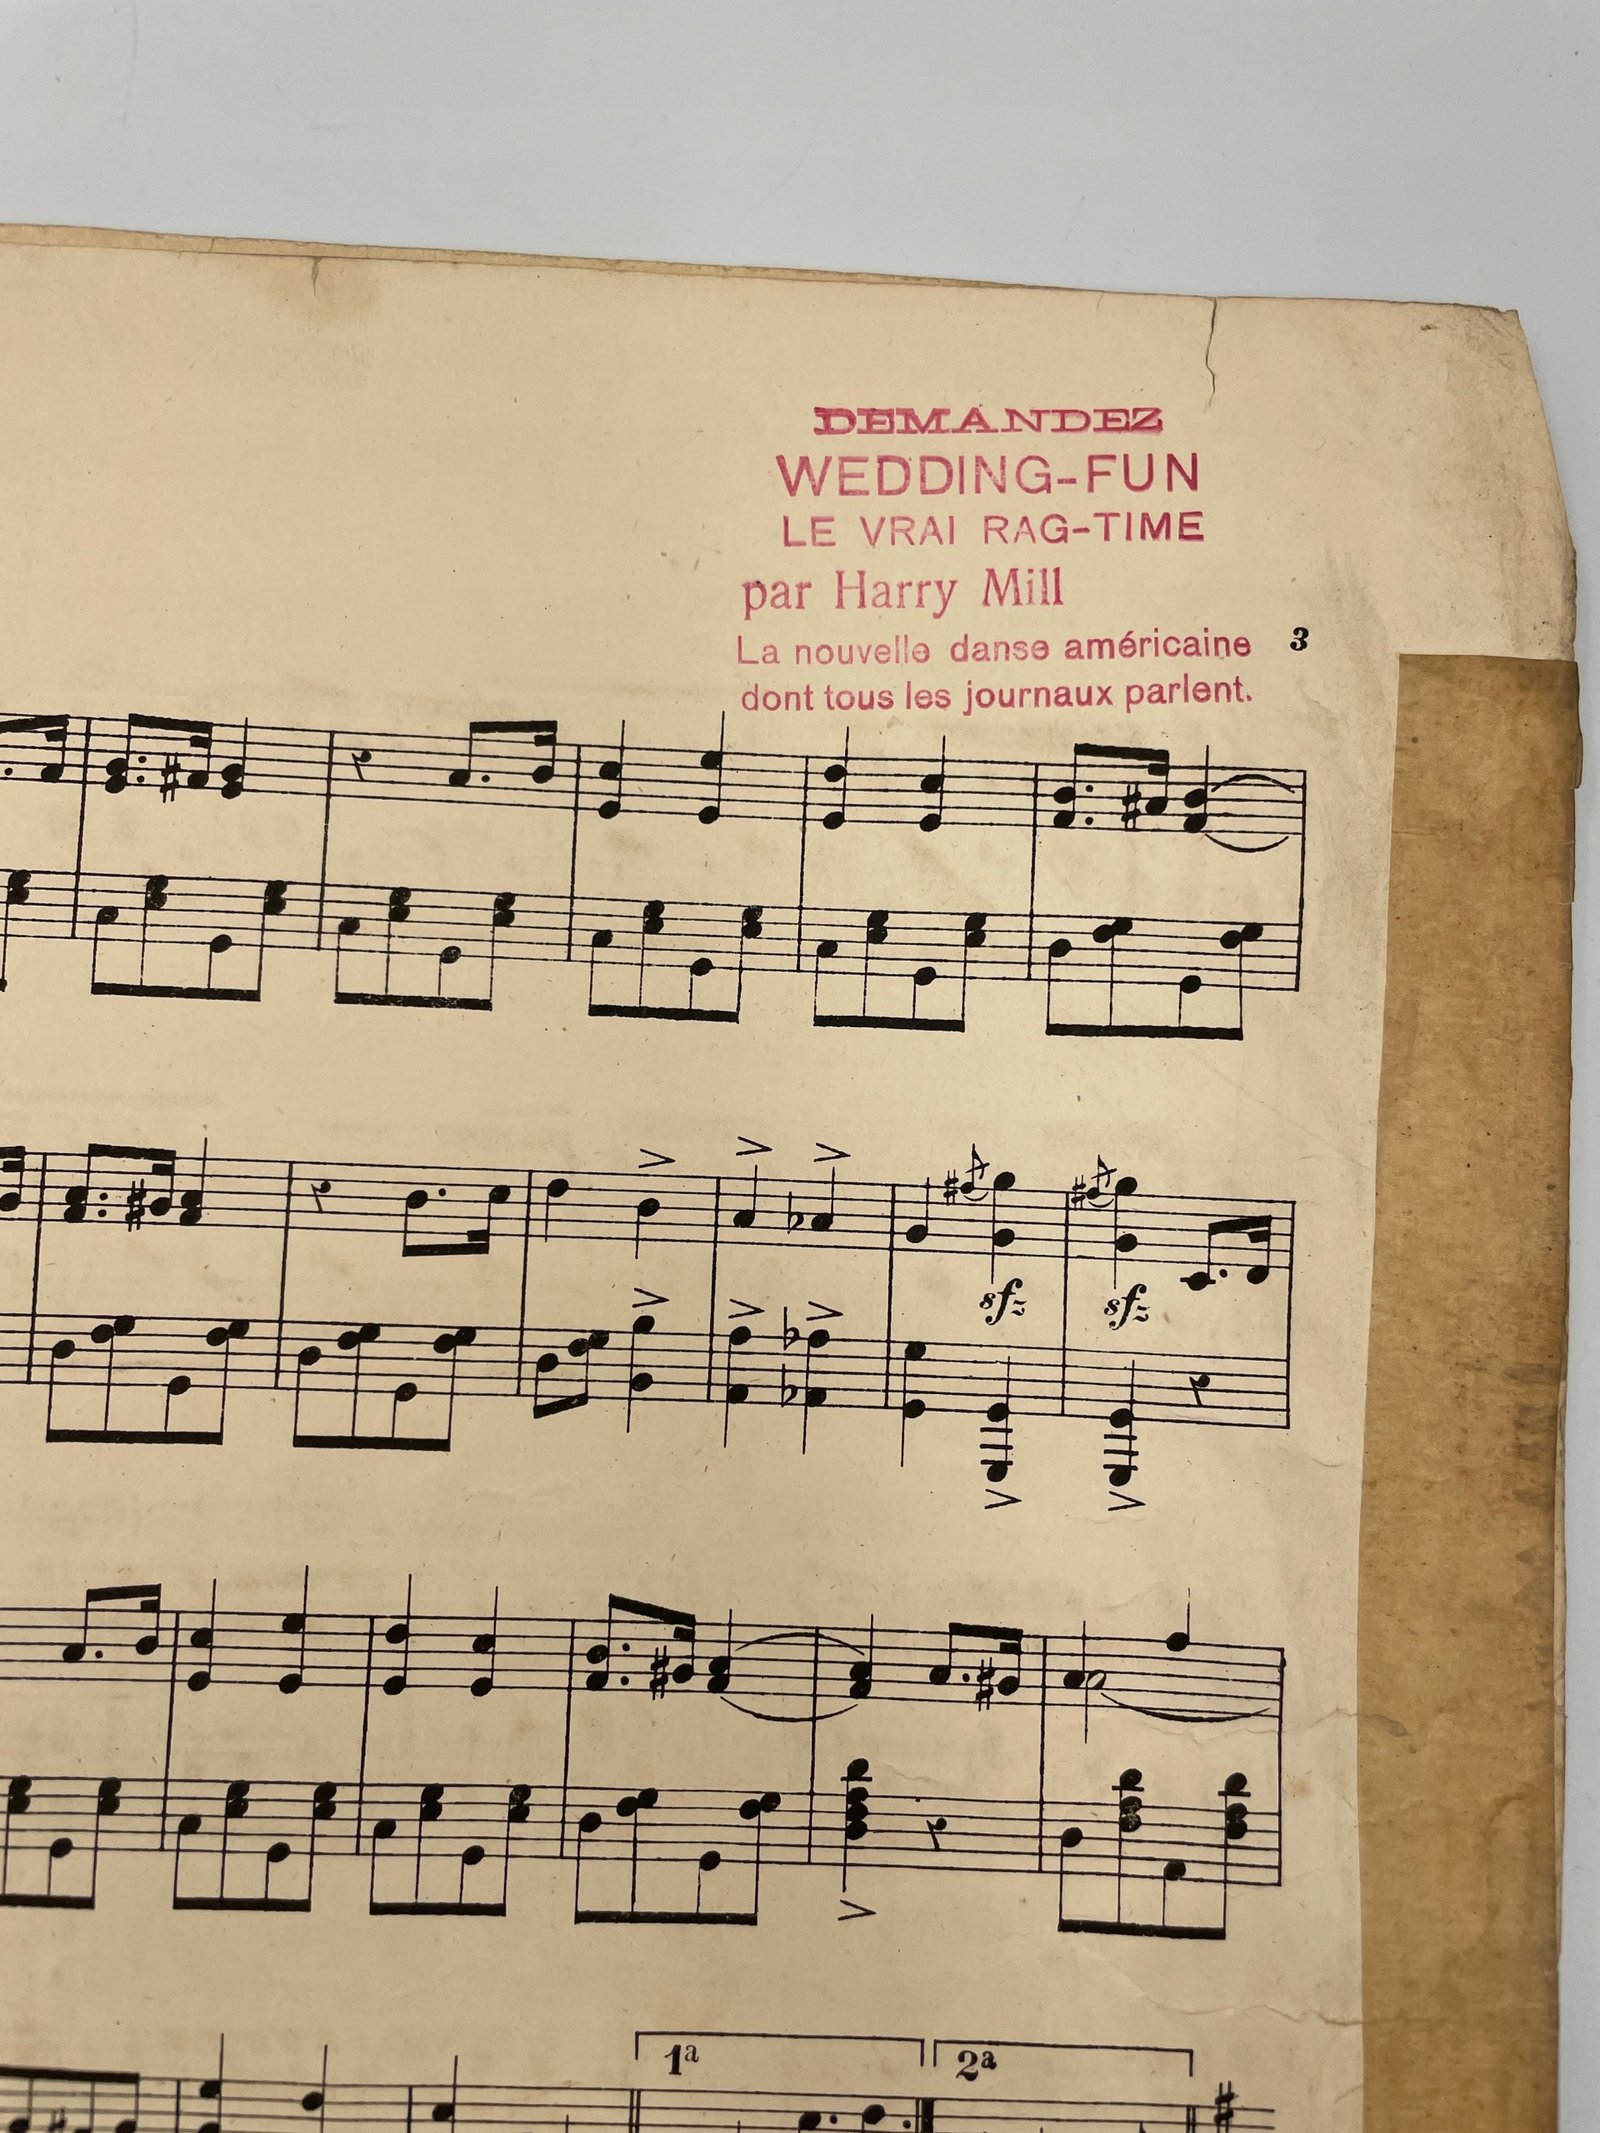 DEMANDEZ
WEDDING-FUN
LE VRAI RAG-TIME
par Harry Mill
La nouvelle danse américaine
dont tous les journaux parlent.
3
sfz sfz
1a 2a